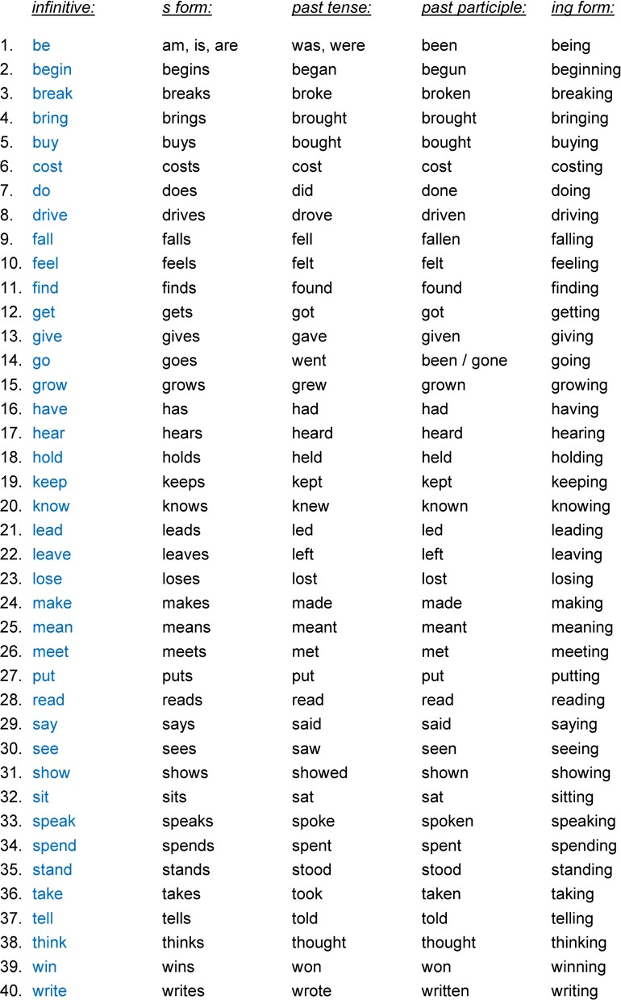 infinitive: s form: past tense: past participle: ing form:
1. be am, is, are was, were been being
2. begin begins began begun beginning
3. break breaks broke broken breaking
4. bring brings brought brought bringing
5. buy buys bought bought buying
6. cost costs cost cost costing
7. do does did done doing
8. drive drives drove driven driving
9. fall falls fell fallen falling
10. feel feels felt felt feeling
11. find finds found found finding
12. get gets got got getting
13. give gives gave given giving
14. go goes went been / gone going
15. grow grows grew grown growing
16. have has had had having
17. hear hears heard heard hearing
18. hold holds held held holding
19. keep keeps kept kept keeping
20. know knows knew known knowing
21. lead leads led led leading
22. leave leaves left left leaving
23. lose loses lost lost losing
24. make makes made made making
25. mean means meant meant meaning
26. meet meets met met meeting
27. put puts put put putting
28. read reads read read reading
29. say says said said saying
30. see sees saw seen seeing
31. show shows showed shown showing
32. sit sits sat sat sitting
33. speak speaks spoke spoken speaking
34. spend spends spent spent spending
35. stand stands stood stood standing
36. take takes took taken taking
37. tell tells told told telling
38. think thinks thought thought thinking
39. win wins won won winning
40. write writes wrote written writing